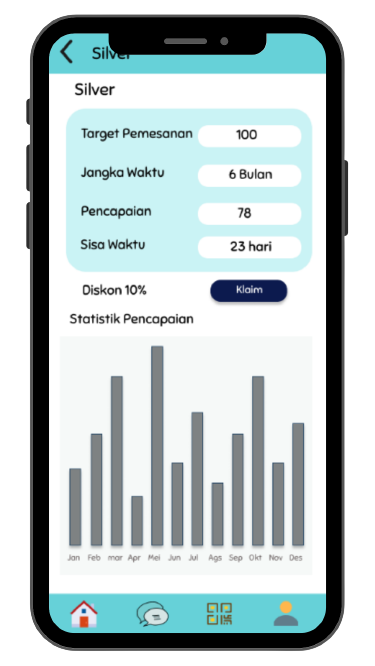 Silver
Silver
Target Pemesanan 100
Jangka Waktu 6 Bulan
Pencapaian 78
Sisa Waktu 23 hari
Diskon 10% Klaim
Statistik Pencapaian
Jan Feb mar Apr Mei Jun Jul Ags Sep Okt Nov Des